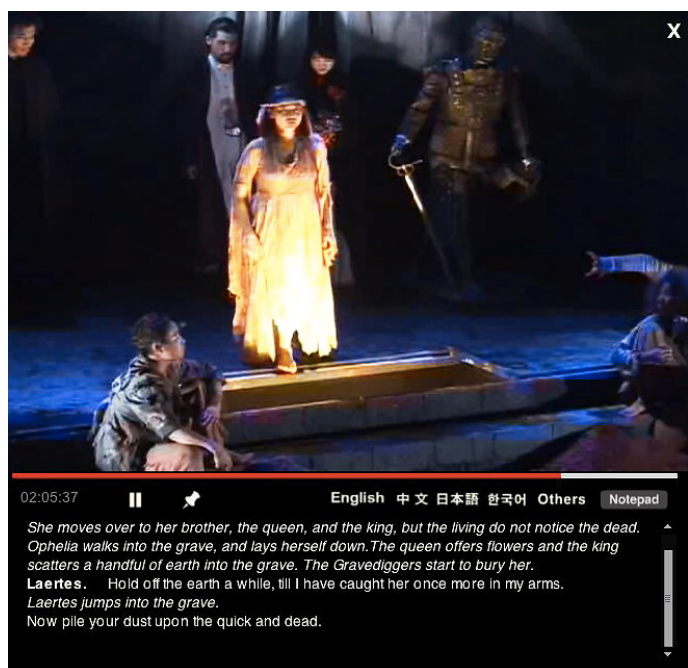 X
02:05:37
English 中文 日本語 한국어 Others Notepad
She moves over to her brother, the queen, and the king, but the living do not notice the dead.
Ophelia walks into the grave, and lays herself down.The queen offers flowers and the king
scatters a handful of earth into the grave. The Gravediggers start to bury her.
Laertes. Hold off the earth a while, till I have caught her once more in my arms.
Laertes jumps into the grave.
Now pile your dust upon the quick and dead.